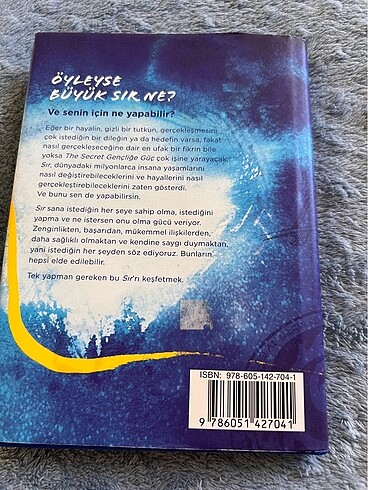 ÖYLEYSE
BÜYÜK SIR NE?
Ve senin için ne yapabilir?
Eğer bir hayalin, gizli bir tutkun, gerçekleşmesini
çok istediğin bir dileğin ya da hedefin varsa, fakat
nasıl gerçekleşeceğine dair en ufak bir fikrin bile
yoksa The Secret Gençliğe Güç çok işine yarayacak.
Sır, dünyadaki milyonlarca insana yaşamlarını
nasıl değiştirebileceklerini ve hayallerini nasıl
gerçekleştirebileceklerini zaten gösterdi.
Ve bunu sen de yapabilirsin.
Sır sana istediğin her şeye sahip olma, istediğini
yapma ve ne istersen onu olma gücü veriyor.
Zenginlikten, başarıdan, mükemmel ilişkilerden,
daha sağlıklı olmaktan ve kendine saygı duymaktan,
yani istediğin her şeyden söz ediyoruz. Bunların
hepsi elde edilebilir.
Tek yapman gereken bu Sır'rı keşfetmek.
ISBN: 978-605-142-704-1
9 786051 427041